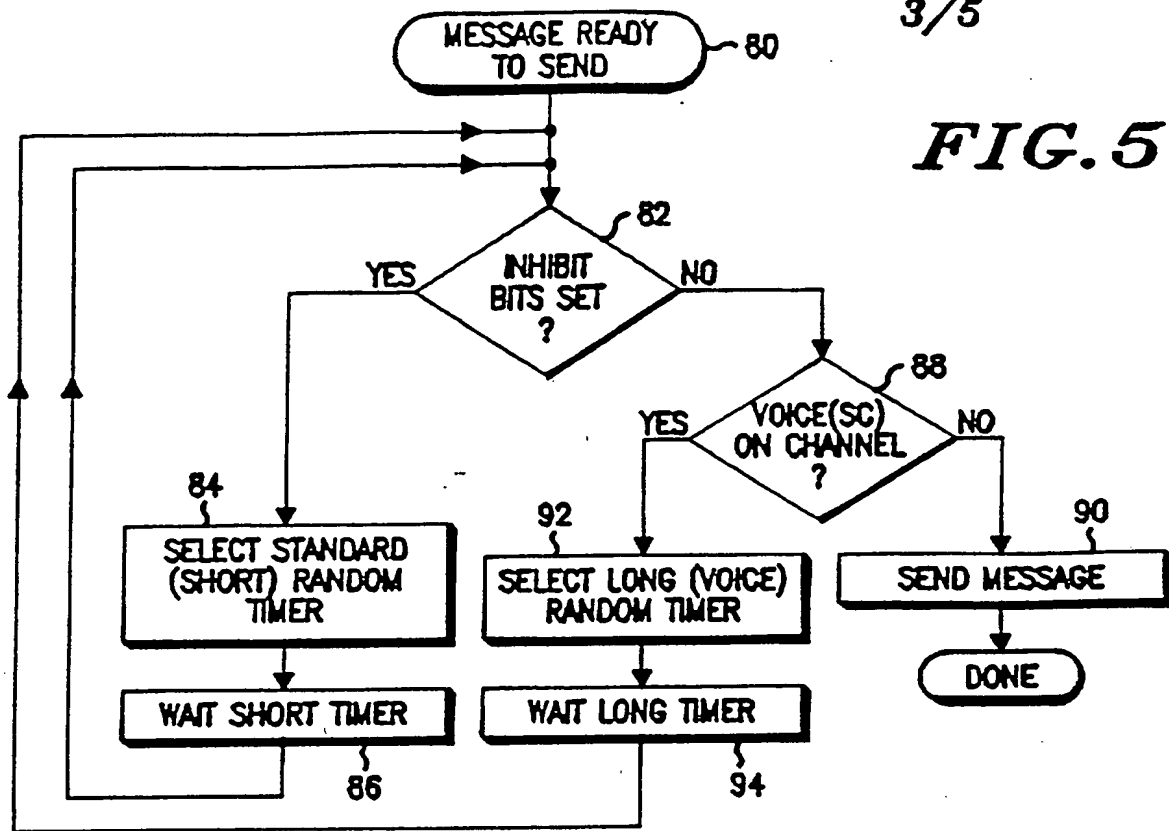 3/5
MESSAGE READY
TO SEND
80
FIG. 5
82
INHIBIT
BITS SET
?
YES
NO
88
VOICE(SC)
ON CHANNEL
?
YES
NO
84
SELECT STANDARD
(SHORT) RANDOM
TIMER
92
SELECT LONG (VOICE)
RANDOM TIMER
90
SEND MESSAGE
DONE
WAIT SHORT TIMER
86
WAIT LONG TIMER
94